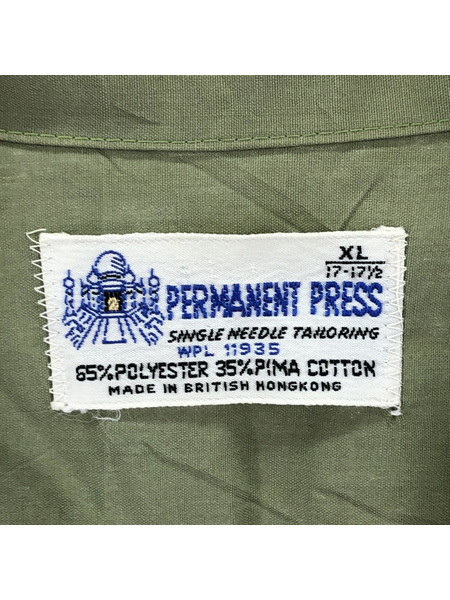 XL
17-17½
PERMANENT PRESS
SINGLE NEEDLE TAILORING
WPL 11935
65%POLYESTER 35%PIMA COTTON
MADE IN BRITISH HONGKONG